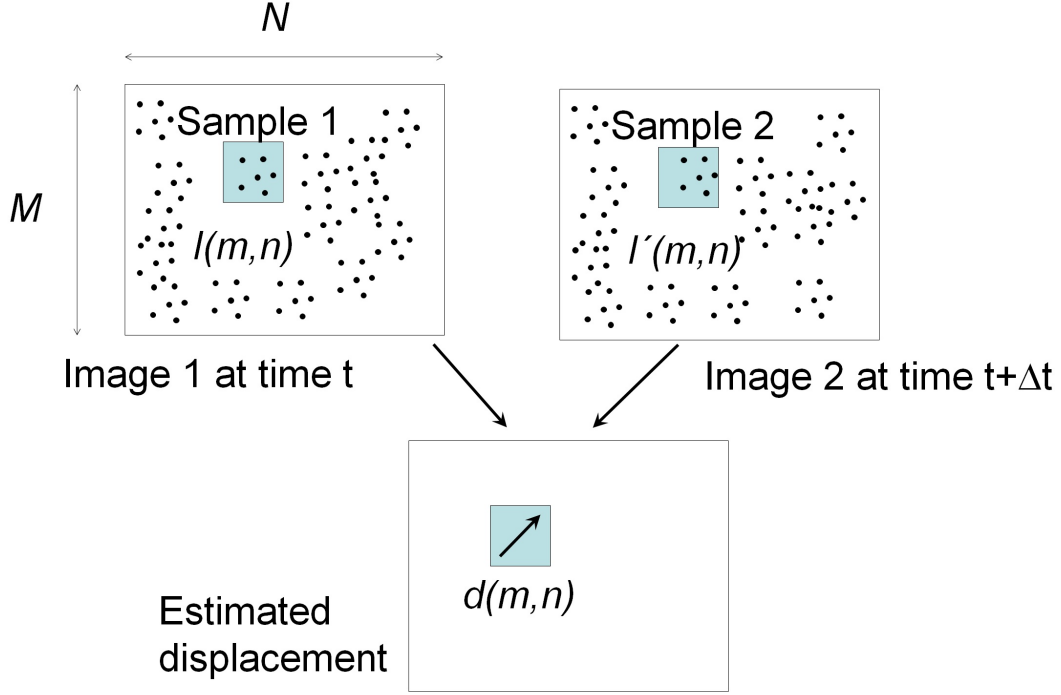 N
Sample 1
Sample 2
M
I(m,n)
I´(m,n)
Image 1 at time t
Image 2 at time t+Δt
d(m,n)
Estimated
displacement